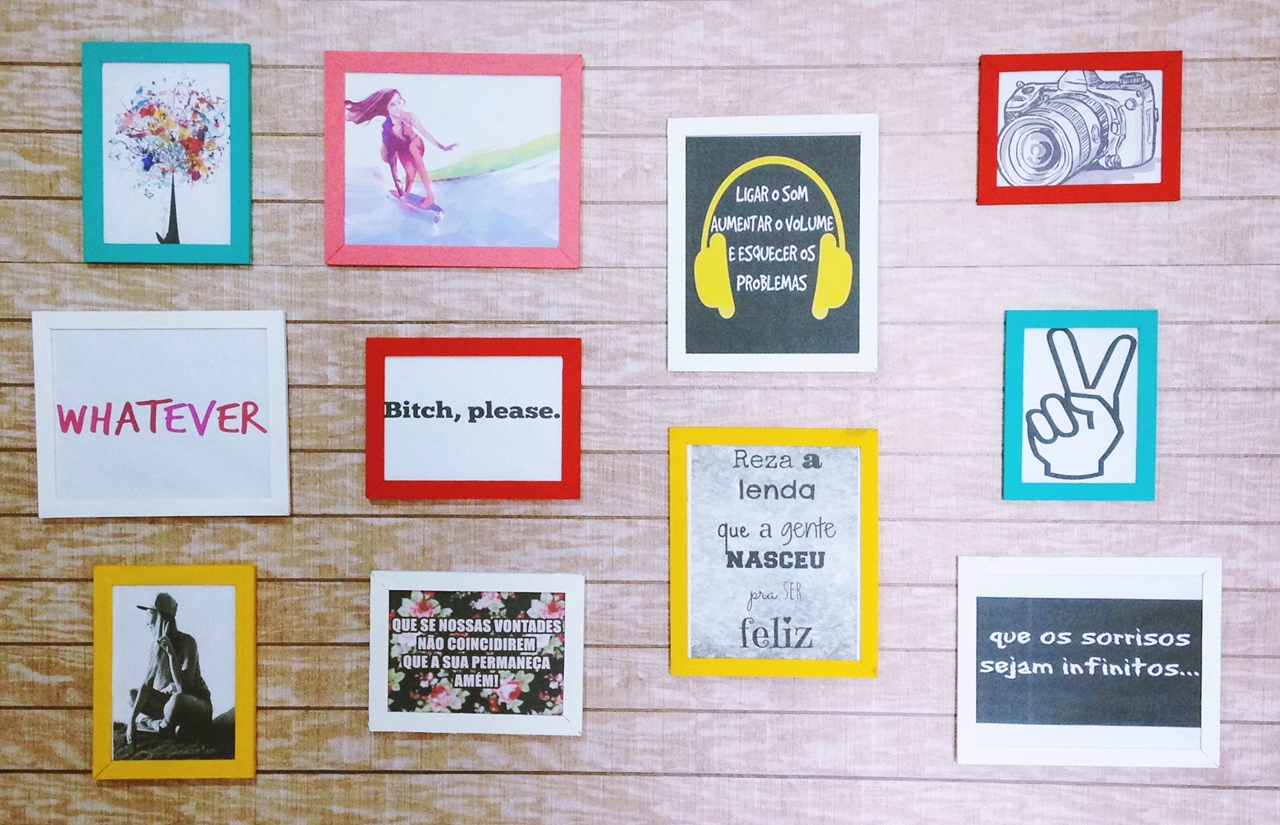 LIGAR O SOM
AUMENTAR O VOLUME
E ESQUECER OS
PROBLEMAS
WHATEVER
Bitch, please.
Reza a
lenda
que a gente
NASCEU
pra SER
feliz
QUE SE NOSSAS VONTADES
NÃO COINCIDIREM
QUE A SUA PERMANEÇA
AMÉM!
que os sorrisos
sejam infinitos...